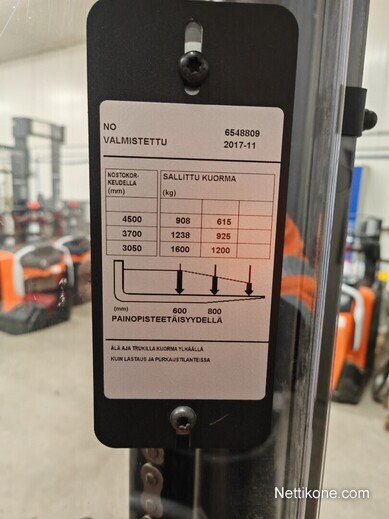 NO 6548809
VALMISTETTU 2017-11
NOSTOKOR- SALLITTU KUORMA
KEUDELLA (kg)
(mm)
4500 908 615
3700 1238 925
3050 1600 1200
(mm) 600 800
PAINOPISTEETÄISYYDELLÄ
ÄLÄ AJA TRUKILLA KUORMA YLHÄÄLLÄ
KUIN LASTAUS JA PURKAUSTILANTEISSA
Nettikone.com